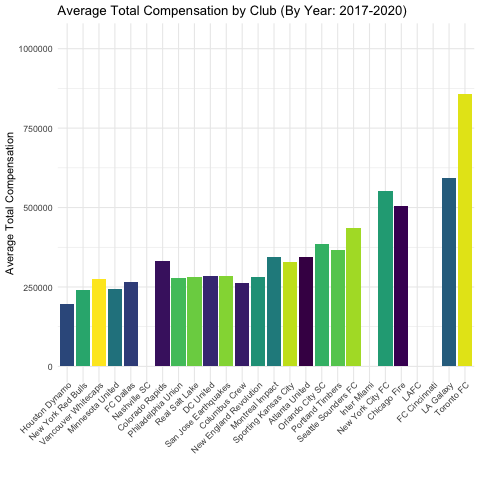 Average Total Compensation by Club (By Year: 2017-2020)
Average Total Compensation
1000000
750000
500000
250000
0
Houston Dynamo
New York Red Bulls
Vancouver Whitecaps
Minnesota United
FC Dallas
Nashville SC
Colorado Rapids
Philadelphia Union
Real Salt Lake
DC United
San Jose Earthquakes
Columbus Crew
New England Revolution
Montreal Impact
Sporting Kansas City
Atlanta United
Orlando City SC
Portland Timbers
Seattle Sounders FC
Inter Miami
New York City FC
Chicago Fire
LAFC
FC Cincinnati
LA Galaxy
Toronto FC